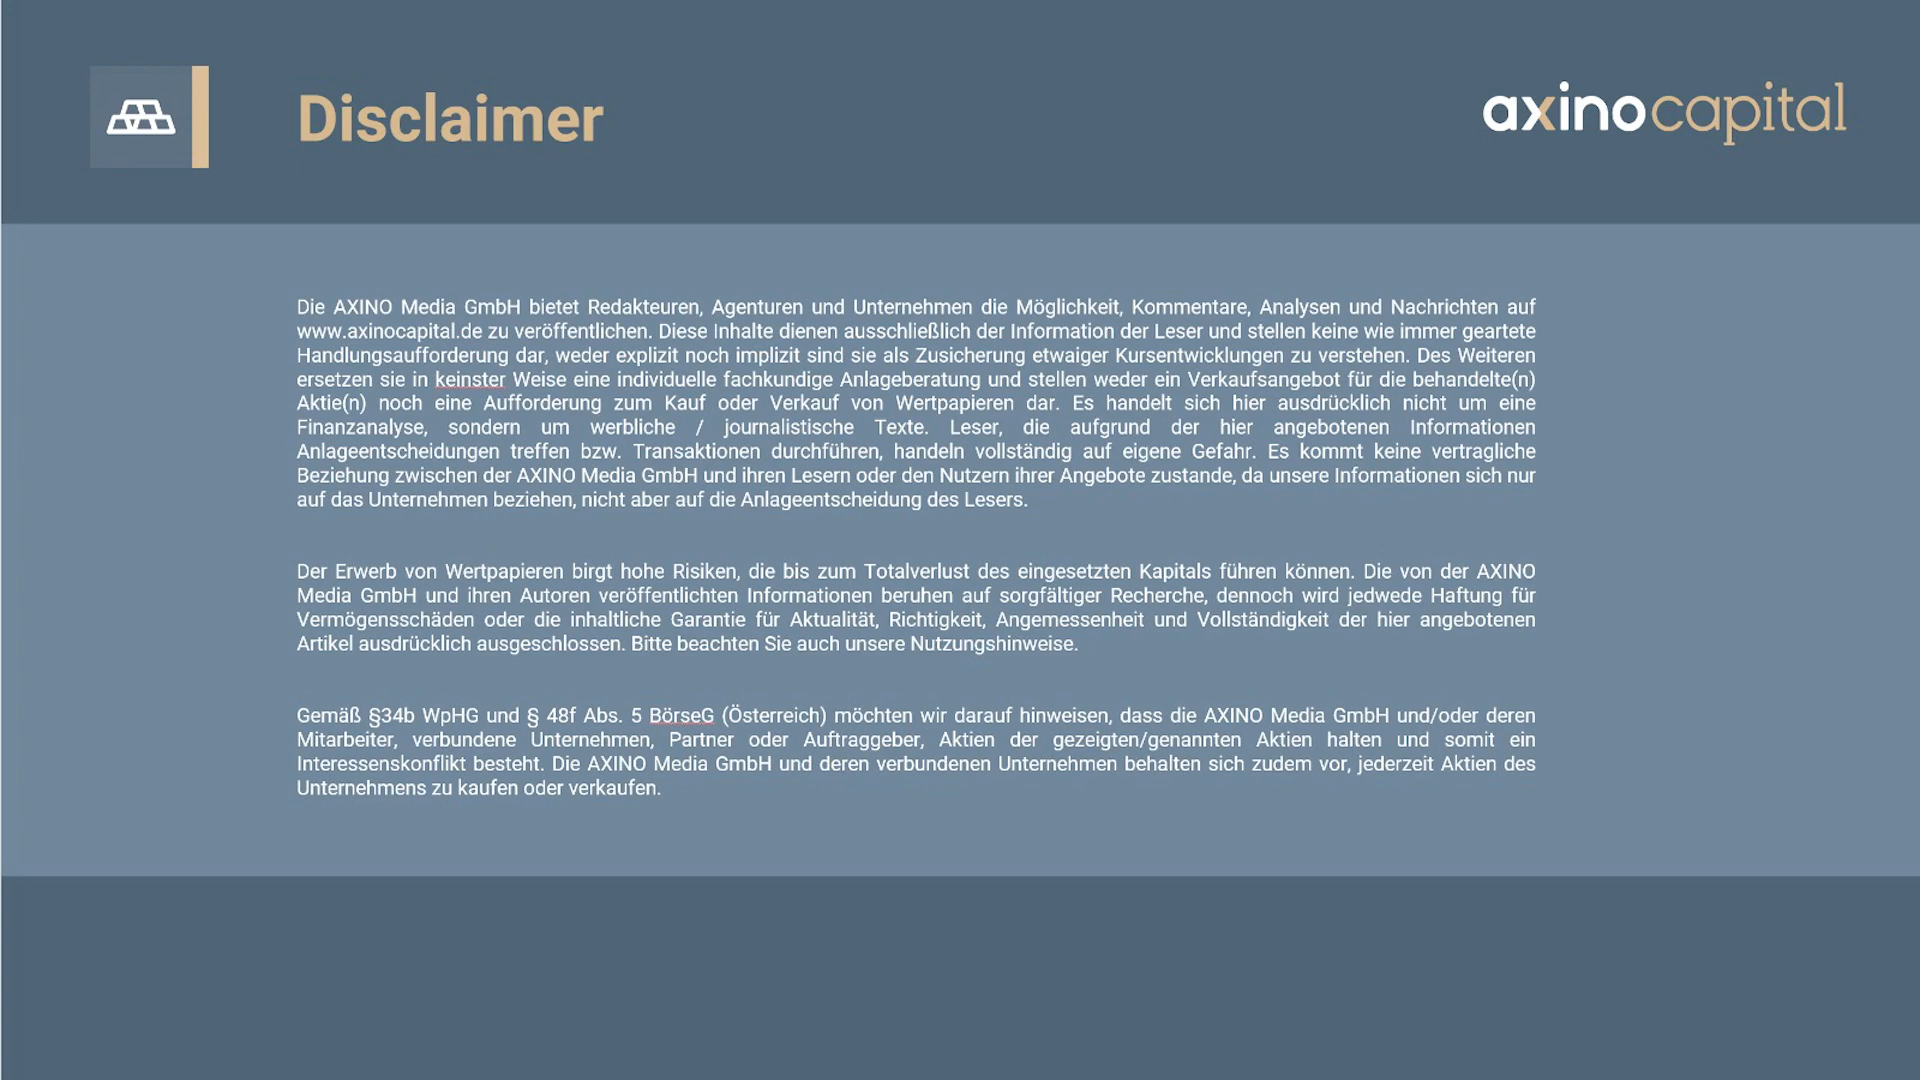 Disclaimer
axinocapital
Die AXINO Media GmbH bietet Redakteuren, Agenturen und Unternehmen die Möglichkeit, Kommentare, Analysen und Nachrichten auf
www.axinocapital.de zu veröffentlichen. Diese Inhalte dienen ausschließlich der Information der Leser und stellen keine wie immer geartete
Handlungsaufforderung dar, weder explizit noch implizit sind sie als Zusicherung etwaiger Kursentwicklungen zu verstehen. Des Weiteren
ersetzen sie in keinster Weise eine individuelle fachkundige Anlageberatung und stellen weder ein Verkaufsangebot für die behandelte(n)
Aktie(n) noch eine Aufforderung zum Kauf oder Verkauf von Wertpapieren dar. Es handelt sich hier ausdrücklich nicht um eine
Finanzanalyse, sondern um werbliche / journalistische Texte. Leser, die aufgrund der hier angebotenen Informationen
Anlageentscheidungen treffen bzw. Transaktionen durchführen, handeln vollständig auf eigene Gefahr. Es kommt keine vertragliche
Beziehung zwischen der AXINO Media GmbH und ihren Lesern oder den Nutzern ihrer Angebote zustande, da unsere Informationen sich nur
auf das Unternehmen beziehen, nicht aber auf die Anlageentscheidung des Lesers.
Der Erwerb von Wertpapieren birgt hohe Risiken, die bis zum Totalverlust des eingesetzten Kapitals führen können. Die von der AXINO
Media GmbH und ihren Autoren veröffentlichten Informationen beruhen auf sorgfältiger Recherche, dennoch wird jedwede Haftung für
Vermögensschäden oder die inhaltliche Garantie für Aktualität, Richtigkeit, Angemessenheit und Vollständigkeit der hier angebotenen
Artikel ausdrücklich ausgeschlossen. Bitte beachten Sie auch unsere Nutzungshinweise.
Gemäß §34b WpHG und § 48f Abs. 5 BörseG (Österreich) möchten wir darauf hinweisen, dass die AXINO Media GmbH und/oder deren
Mitarbeiter, verbundene Unternehmen, Partner oder Auftraggeber, Aktien der gezeigten/genannten Aktien halten und somit ein
Interessenskonflikt besteht. Die AXINO Media GmbH und deren verbundenen Unternehmen behalten sich zudem vor, jederzeit Aktien des
Unternehmens zu kaufen oder verkaufen.